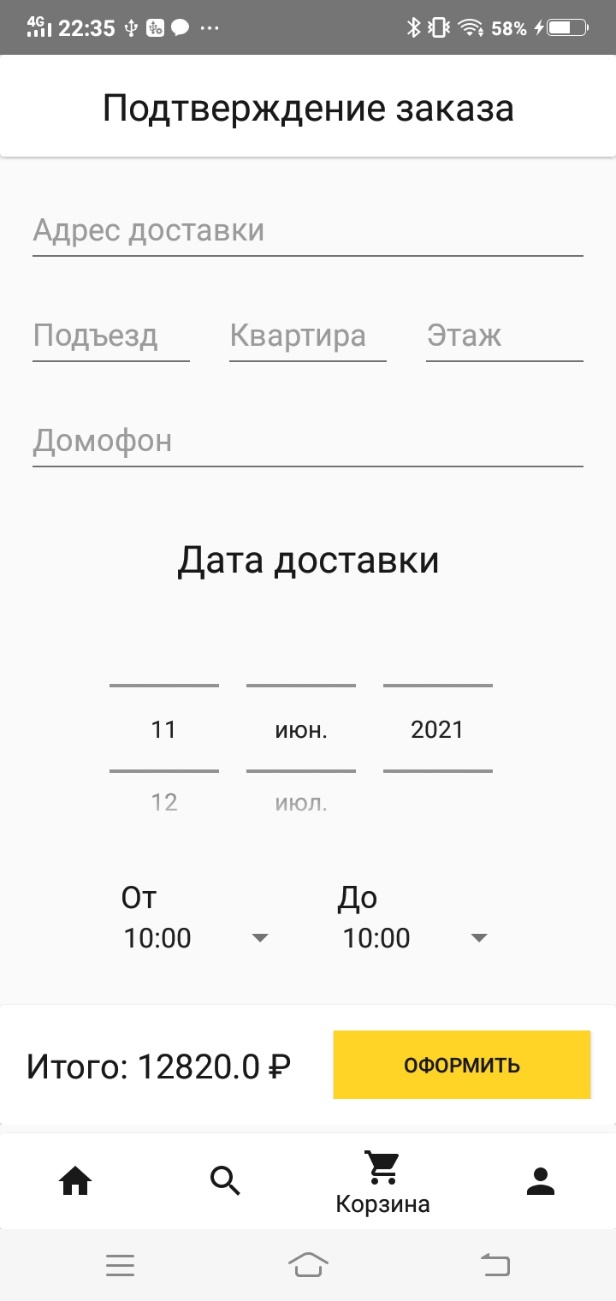 4G 22:35 ... 58%
Подтверждение заказа
Адрес доставки
Подъезд Квартира Этаж
Домофон
Дата доставки
11 июн. 2021
12 июл.
От До
10:00 10:00
Итого: 12820.0 ₽ ОФОРМИТЬ
Корзина